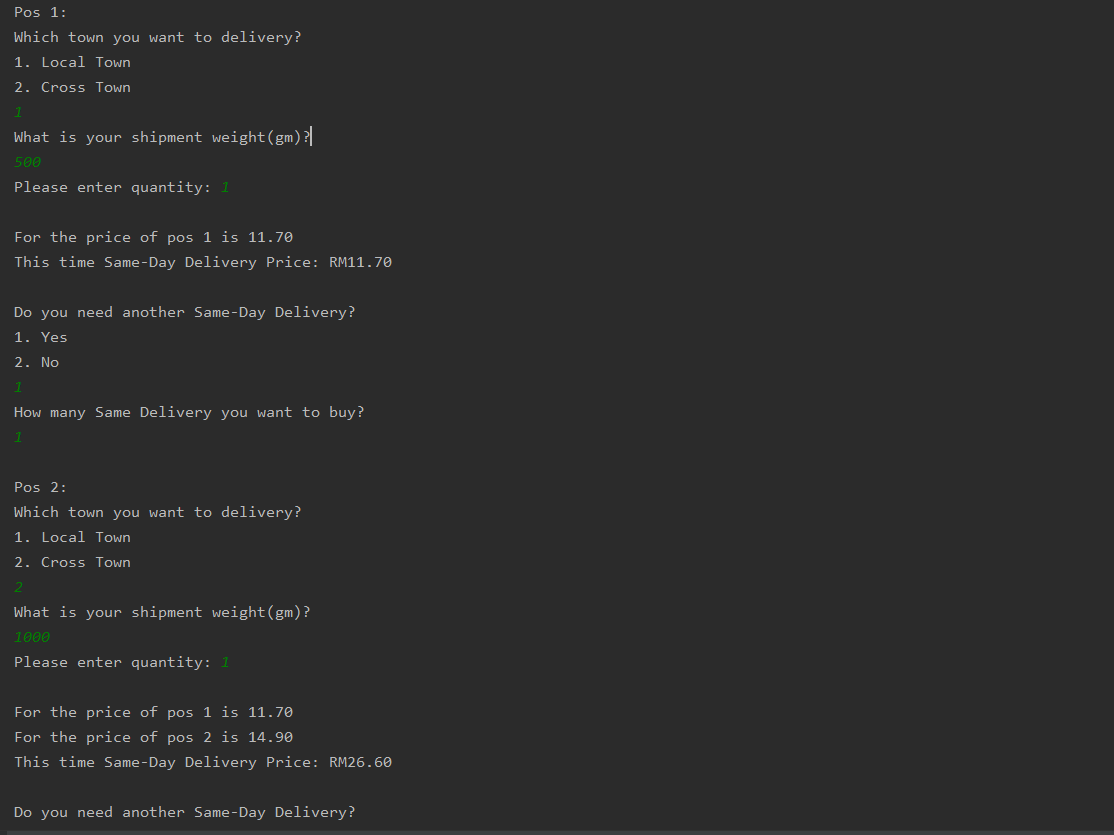 Pos 1:
Which town you want to delivery?
1. Local Town
2. Cross Town
1
What is your shipment weight(gm)?
500
Please enter quantity: 1
For the price of pos 1 is 11.70
This time Same-Day Delivery Price: RM11.70
Do you need another Same-Day Delivery?
1. Yes
2. No
1
How many Same Delivery you want to buy?
1
Pos 2:
Which town you want to delivery?
1. Local Town
2. Cross Town
2
What is your shipment weight(gm)?
1000
Please enter quantity: 1
For the price of pos 1 is 11.70
For the price of pos 2 is 14.90
This time Same-Day Delivery Price: RM26.60
Do you need another Same-Day Delivery?